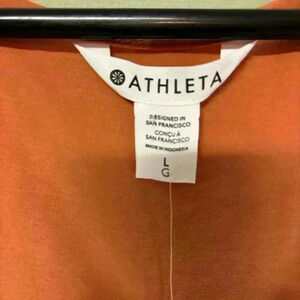 ATHLETA
DESIGNED IN
SAN FRANCISCO
CONÇU À
SAN FRANCISCO
MADE IN INDONESIA
L
G